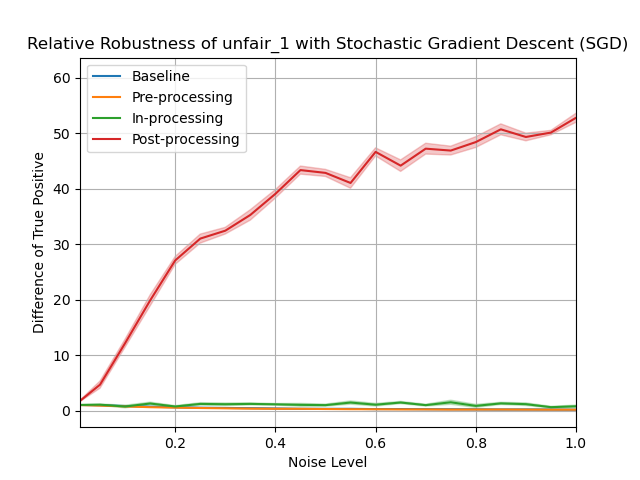 Relative Robustness of unfair_1 with Stochastic Gradient Descent (SGD)
Baseline
Pre-processing
In-processing
Post-processing
Difference of True Positive
60
50
40
30
20
10
0
0.2 0.4 0.6 0.8 1.0
Noise Level